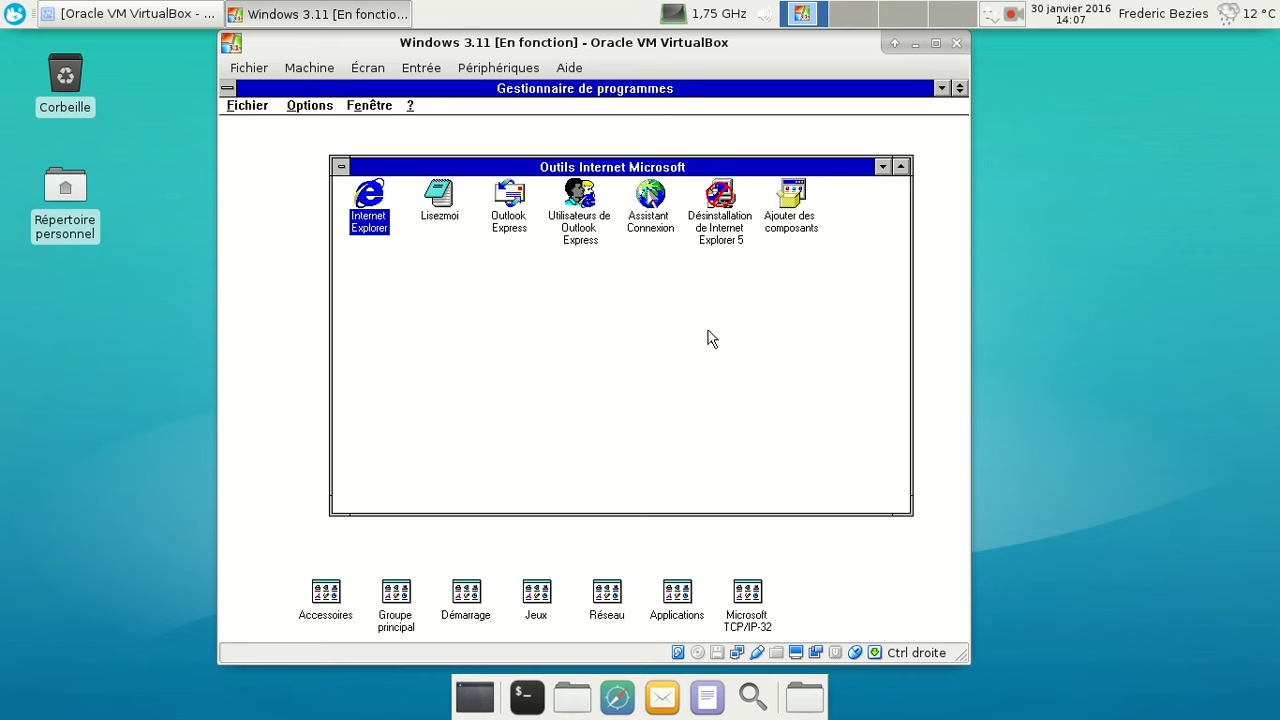 [Oracle VM VirtualBox - ...
Windows 3.11 [En fonctio...
1,75 GHz
30 janvier 2016
14:07
Frederic Bezies
12 °C
Corbeille
Répertoire
personnel
Windows 3.11 [En fonction] - Oracle VM VirtualBox
Fichier Machine Écran Entrée Périphériques Aide
Gestionnaire de programmes
Fichier Options Fenêtre ?
Outils Internet Microsoft
Internet
Explorer
Lisezmoi
Outlook
Express
Utilisateurs de
Outlook
Express
Assistant
Connexion
Désinstallation
de Internet
Explorer 5
Ajouter des
composants
Accessoires
Groupe
principal
Démarrage
Jeux
Réseau
Applications
Microsoft
TCP/IP-32
Ctrl droite